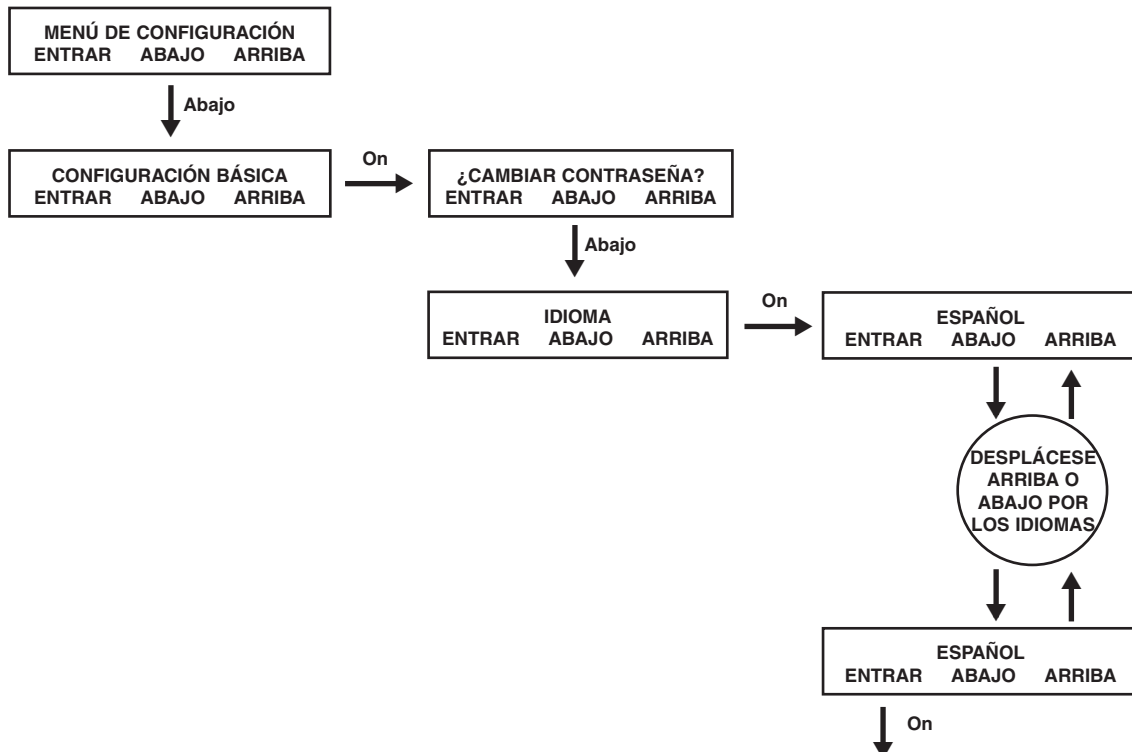 MENÚ DE CONFIGURACIÓN
ENTRAR ABAJO ARRIBA
Abajo
CONFIGURACIÓN BÁSICA
ENTRAR ABAJO ARRIBA
On
¿CAMBIAR CONTRASEÑA?
ENTRAR ABAJO ARRIBA
Abajo
IDIOMA
ENTRAR ABAJO ARRIBA
On
ESPAÑOL
ENTRAR ABAJO ARRIBA
DESPLÁCESE
ARRIBA O
ABAJO POR
LOS IDIOMAS
ESPAÑOL
ENTRAR ABAJO ARRIBA
On